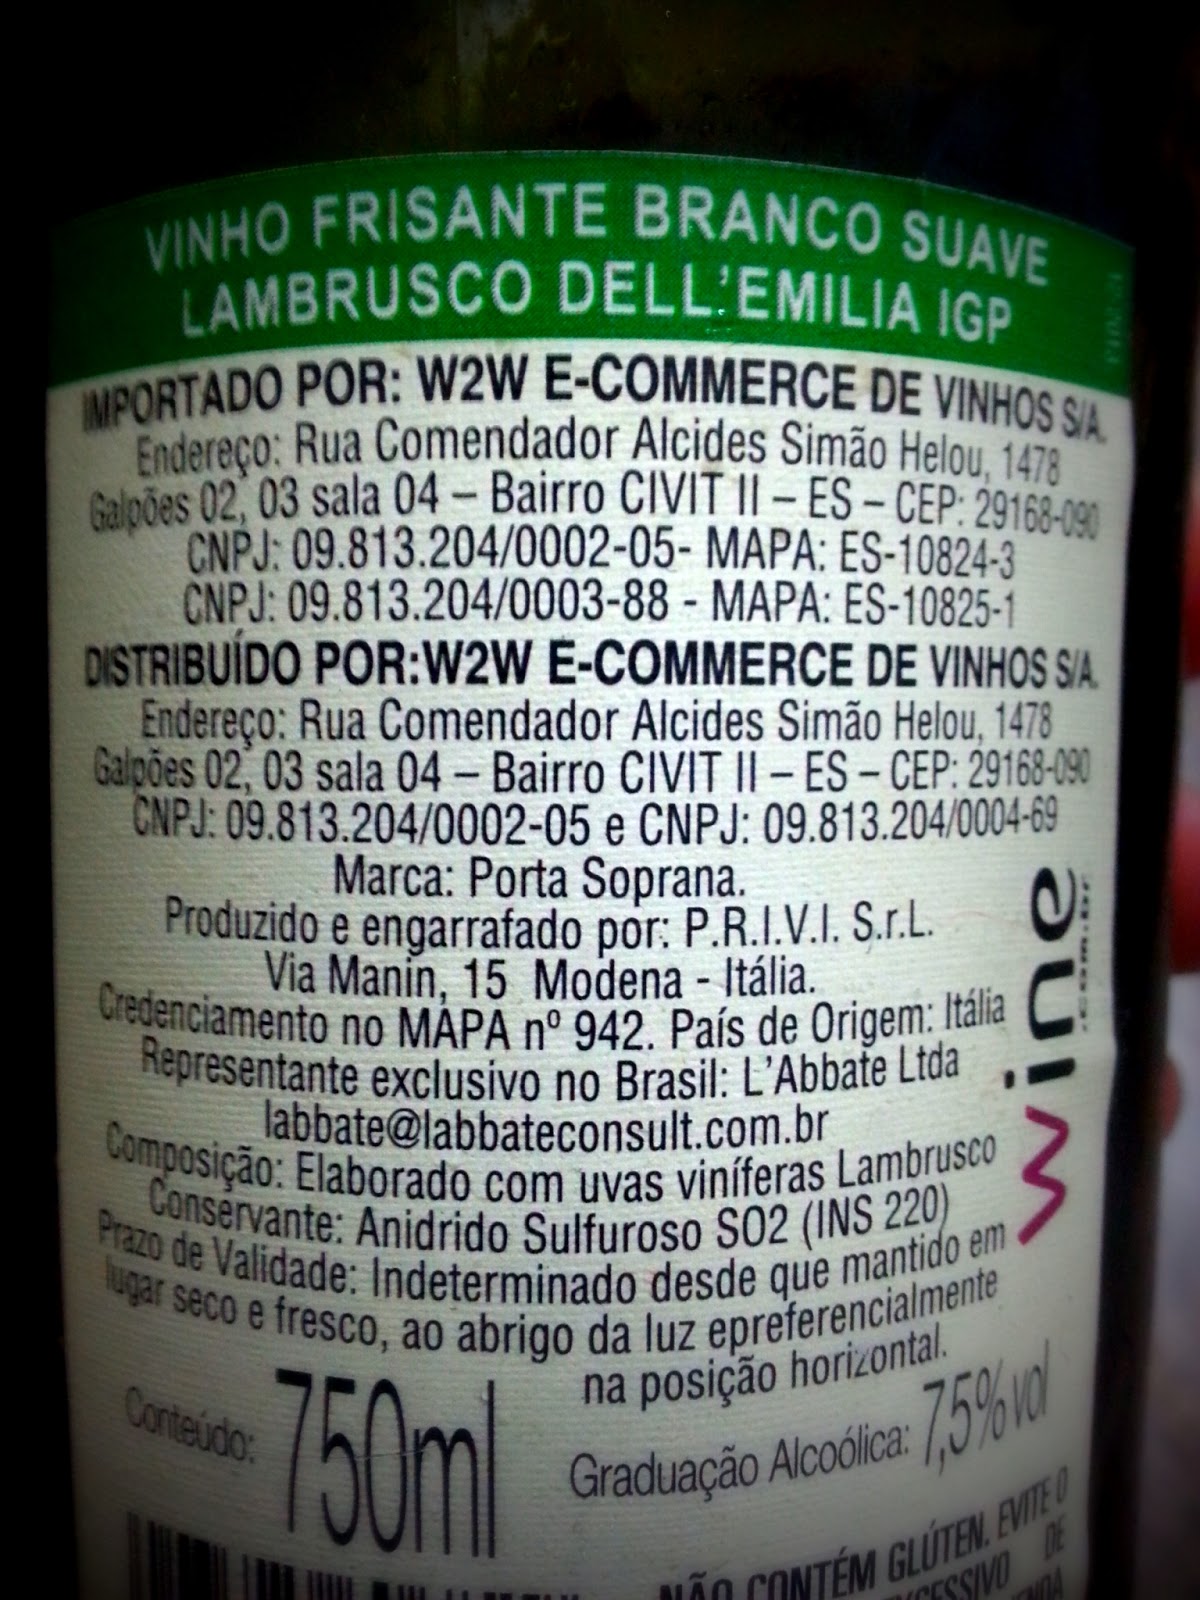 VINHO FRISANTE BRANCO SUAVE
LAMBRUSCO DELL'EMILIA IGP
IMPORTADO POR: W2W E-COMMERCE DE VINHOS S/A.
Endereço: Rua Comendador Alcides Simão Helou, 1478
Galpões 02, 03 sala 04 – Bairro CIVIT II – ES – CEP: 29168-090
CNPJ: 09.813.204/0002-05- MAPA: ES-10824-3
CNPJ: 09.813.204/0003-88 - MAPA: ES-10825-1
DISTRIBUÍDO POR:W2W E-COMMERCE DE VINHOS S/A.
Endereço: Rua Comendador Alcides Simão Helou, 1478
Galpões 02, 03 sala 04 – Bairro CIVIT II – ES – CEP: 29168-090
CNPJ: 09.813.204/0002-05 e CNPJ: 09.813.204/0004-69
Marca: Porta Soprana.
Produzido e engarrafado por: P.R.I.V.I. S.r.L.
Via Manin, 15 Modena - Itália.
Credenciamento no MAPA nº 942. País de Origem: Itália
Representante exclusivo no Brasil: L'Abbate Ltda
labbate@labbateconsult.com.br
Composição: Elaborado com uvas viníferas Lambrusco
Conservante: Anidrido Sulfuroso SO2 (INS 220)
Prazo de Validade: Indeterminado desde que mantido em
lugar seco e fresco, ao abrigo da luz epreferencialmente
na posição horizontal.
wine
.com.br
Conteúdo: 750ml
Graduação Alcoólica: 7,5% vol
NÃO CONTÉM GLÚTEN. EVITE O
DE